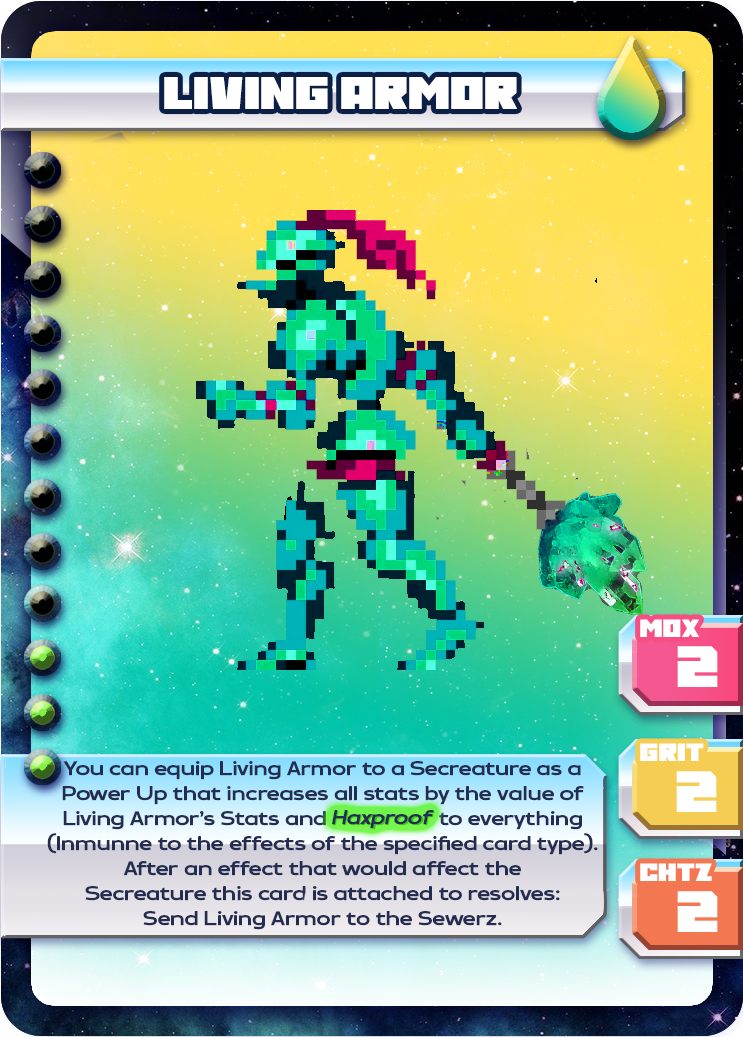 LIVING ARMOR
MOX
2
GRIT
2
CHTZ
2
You can equip Living Armor to a Secreature as a
Power Up that increases all stats by the value of
Living Armor's Stats and Haxproof to everything
(Inmunne to the effects of the specified card type).
After an effect that would affect the
Secreature this card is attached to resolves:
Send Living Armor to the Sewerz.